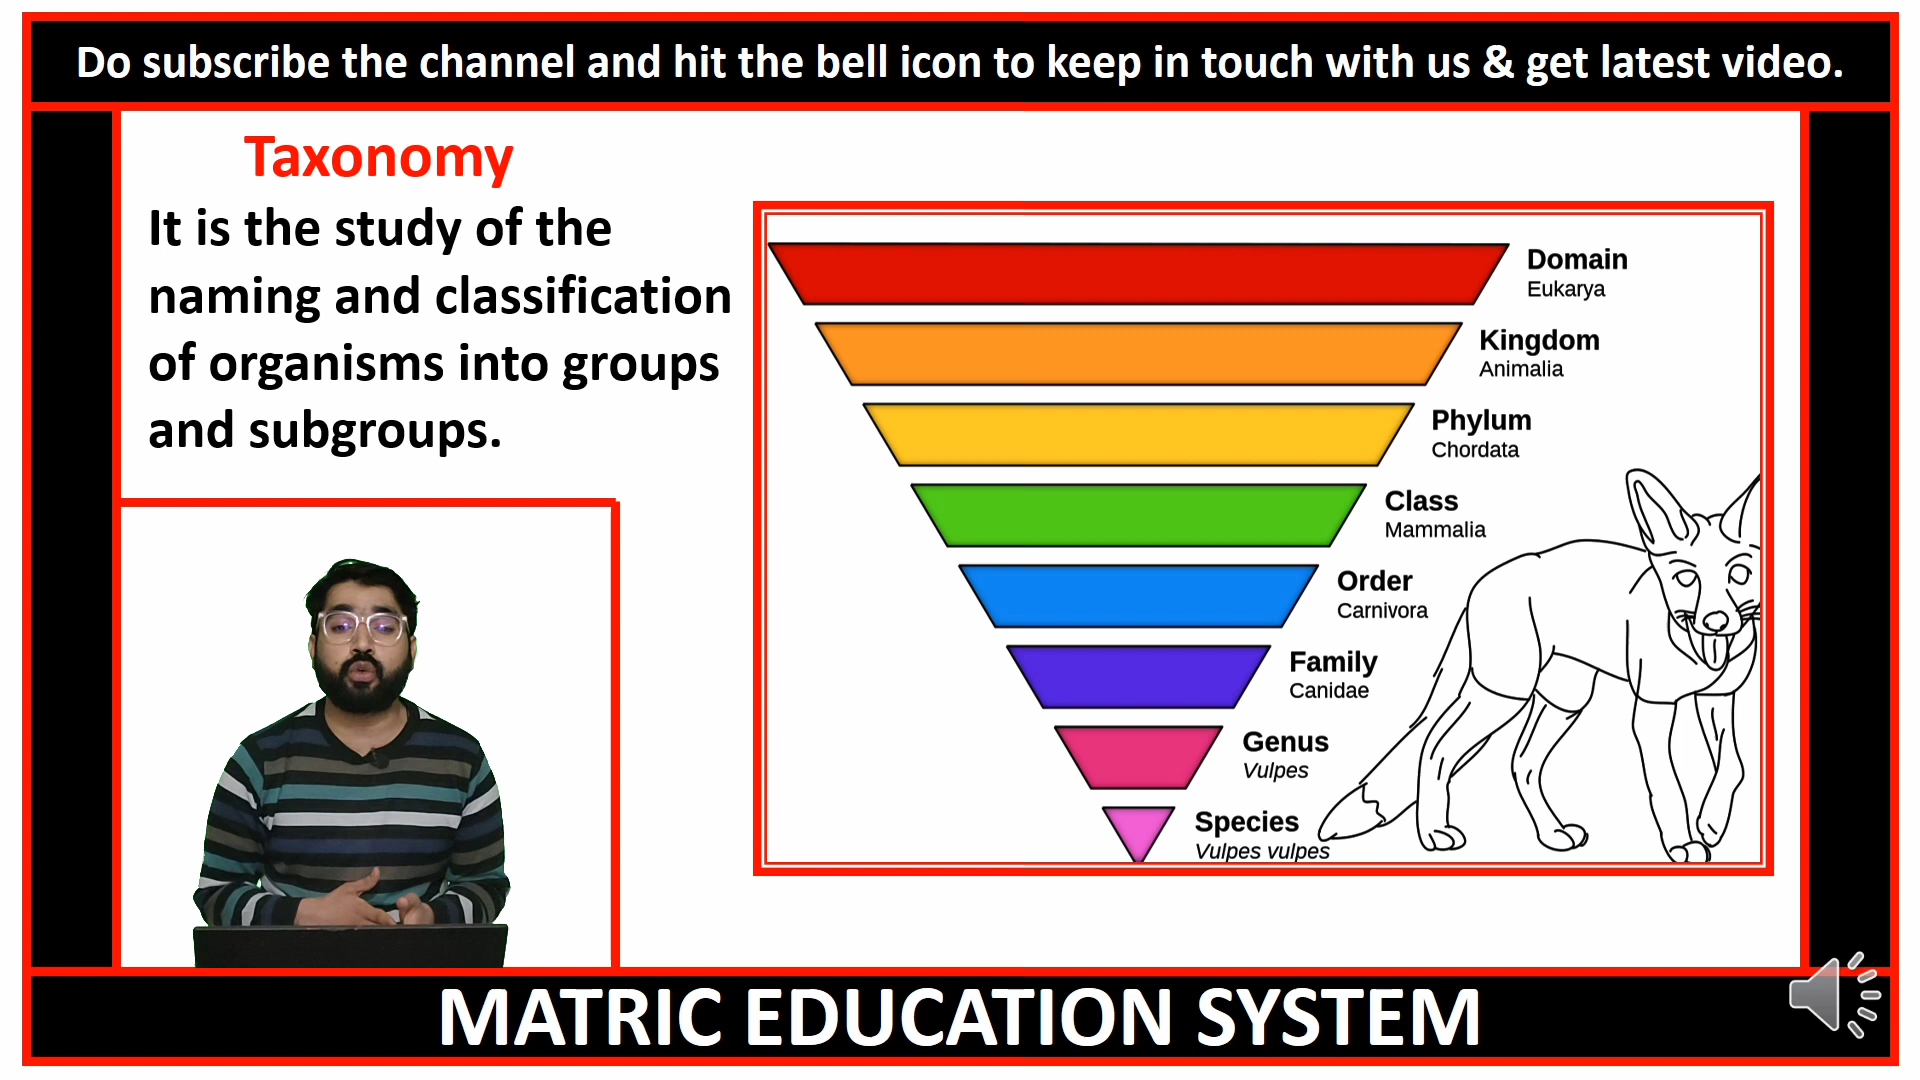 Do subscribe the channel and hit the bell icon to keep in touch with us & get latest video.
Taxonomy
It is the study of the
naming and classification
of organisms into groups
and subgroups.
Domain
Eukarya
Kingdom
Animalia
Phylum
Chordata
Class
Mammalia
Order
Carnivora
Family
Canidae
Genus
Vulpes
Species
Vulpes vulpes
MATRIC EDUCATION SYSTEM